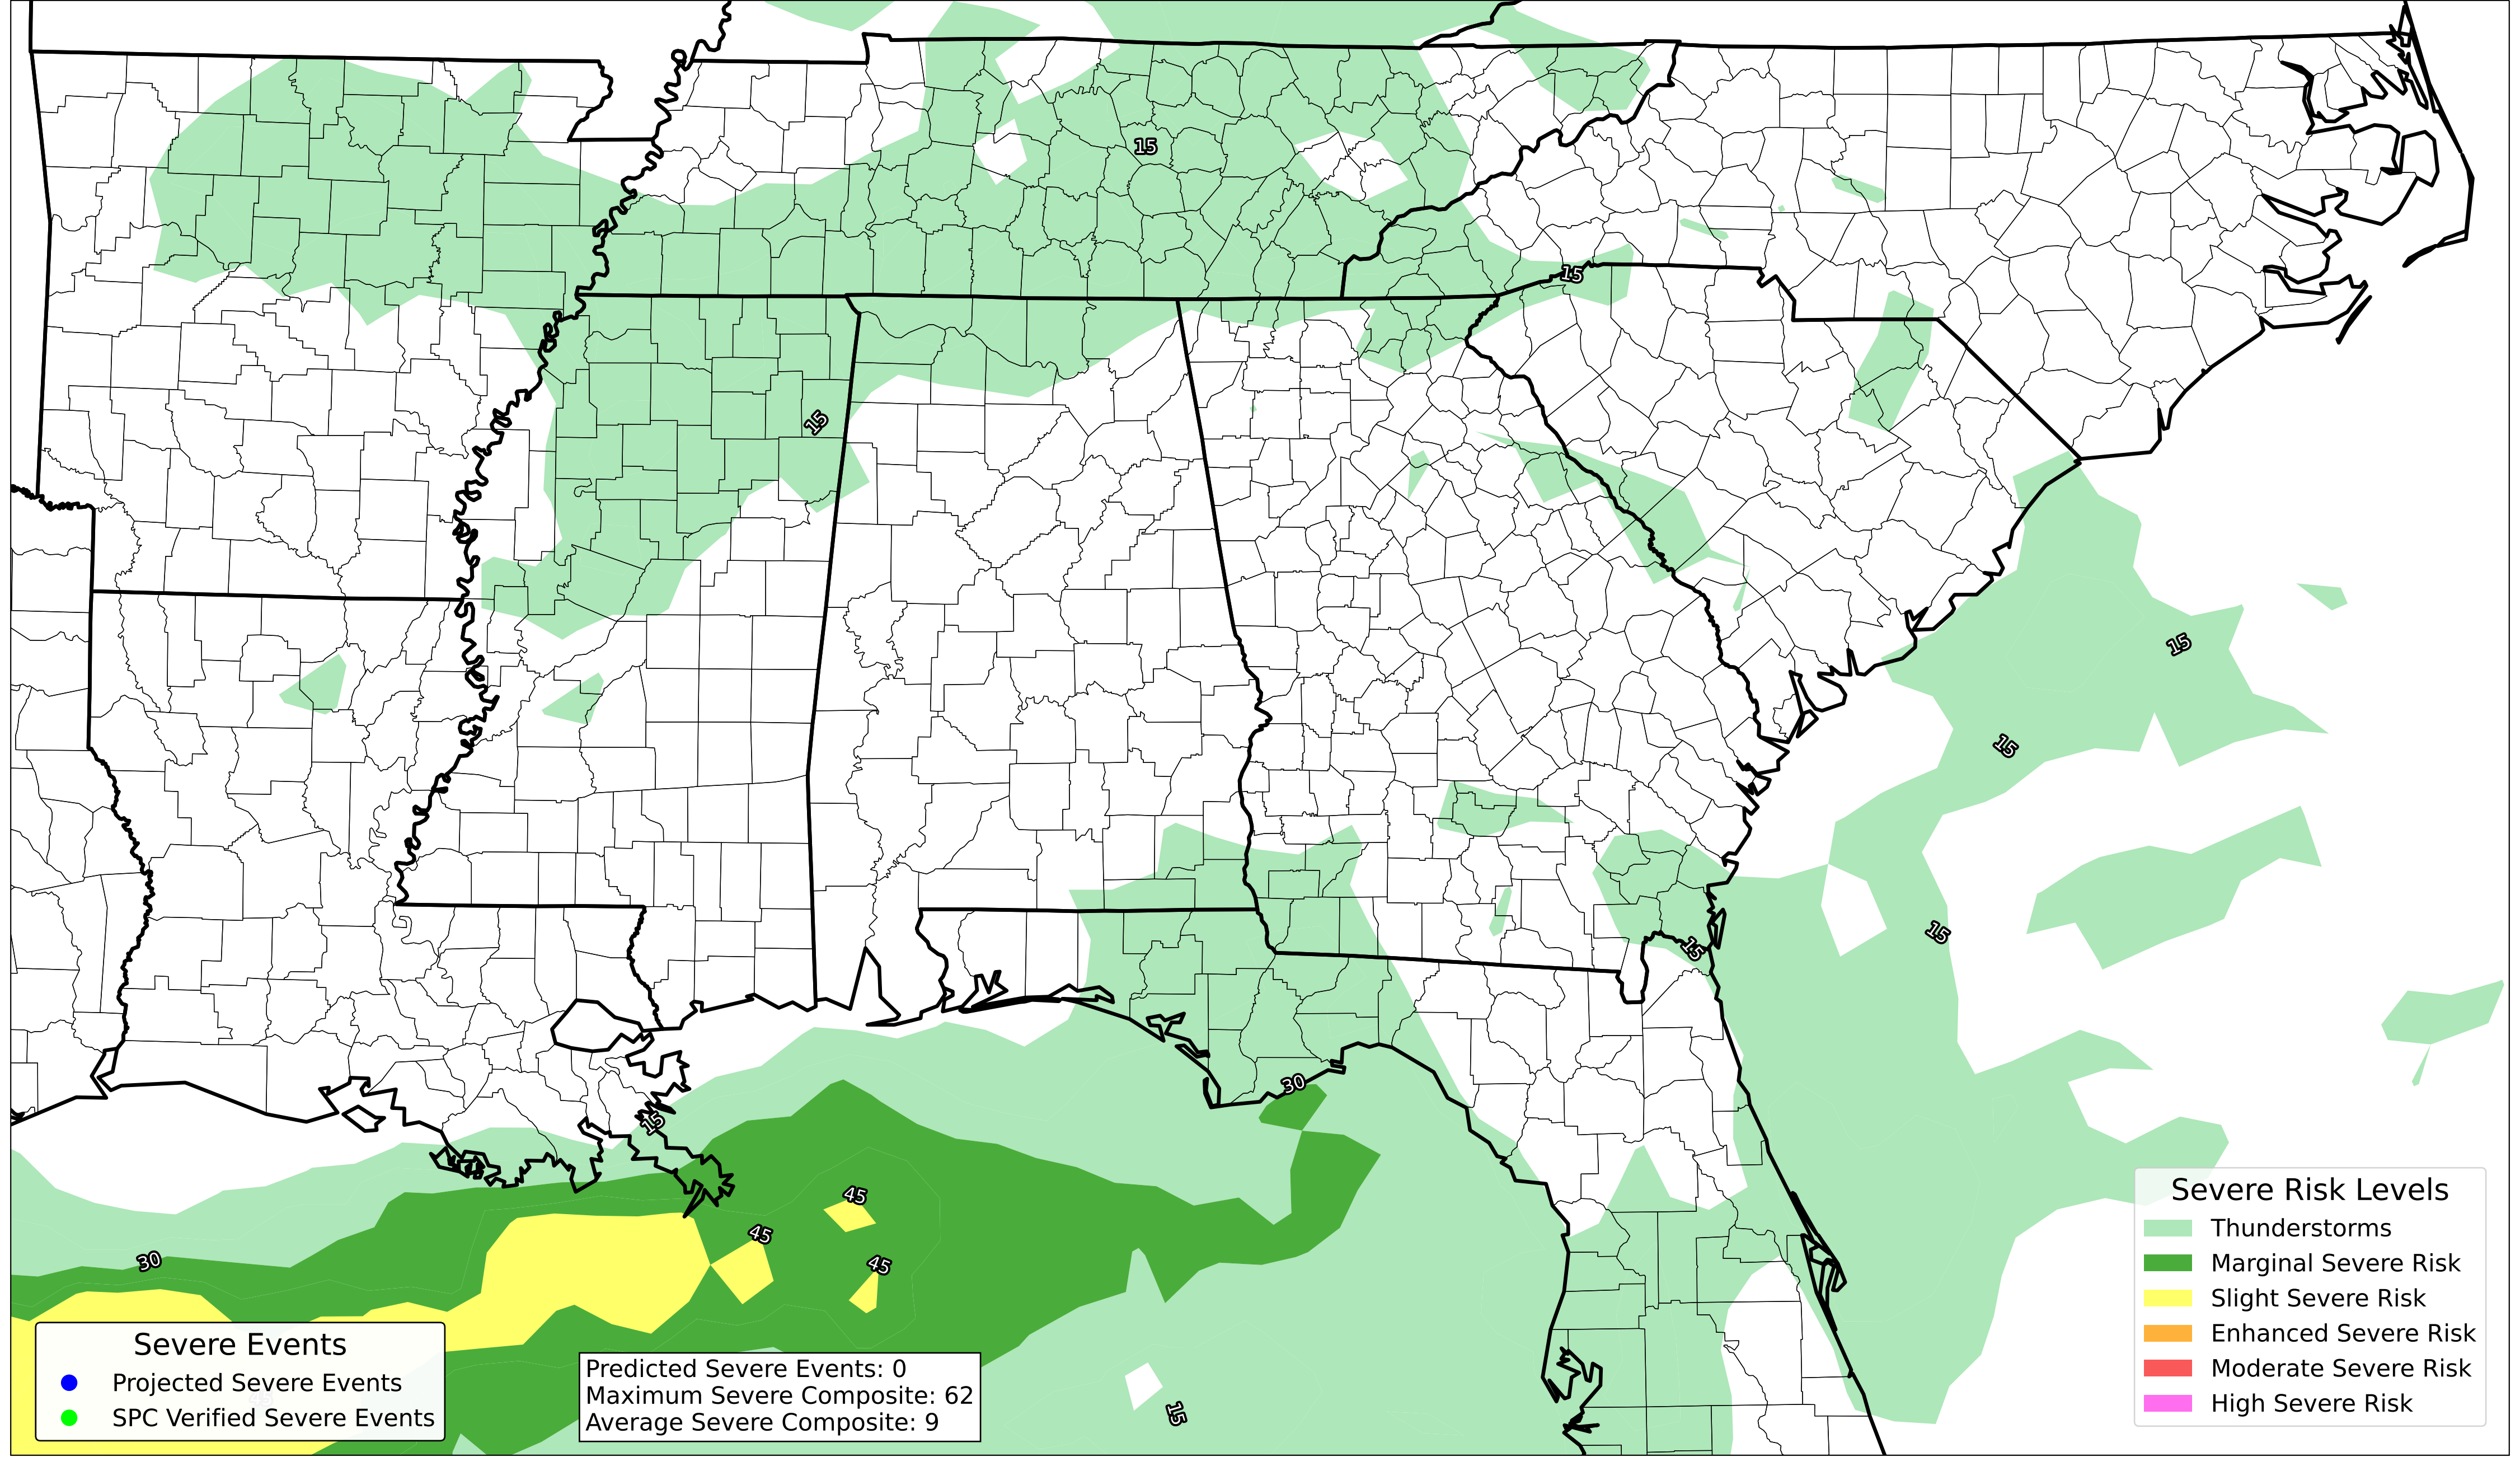 15
15
15
15
15
15
15
30
15
45
45
45
30
15
Severe Events
Projected Severe Events
SPC Verified Severe Events
Predicted Severe Events: 0
Maximum Severe Composite: 62
Average Severe Composite: 9
Severe Risk Levels
Thunderstorms
Marginal Severe Risk
Slight Severe Risk
Enhanced Severe Risk
Moderate Severe Risk
High Severe Risk